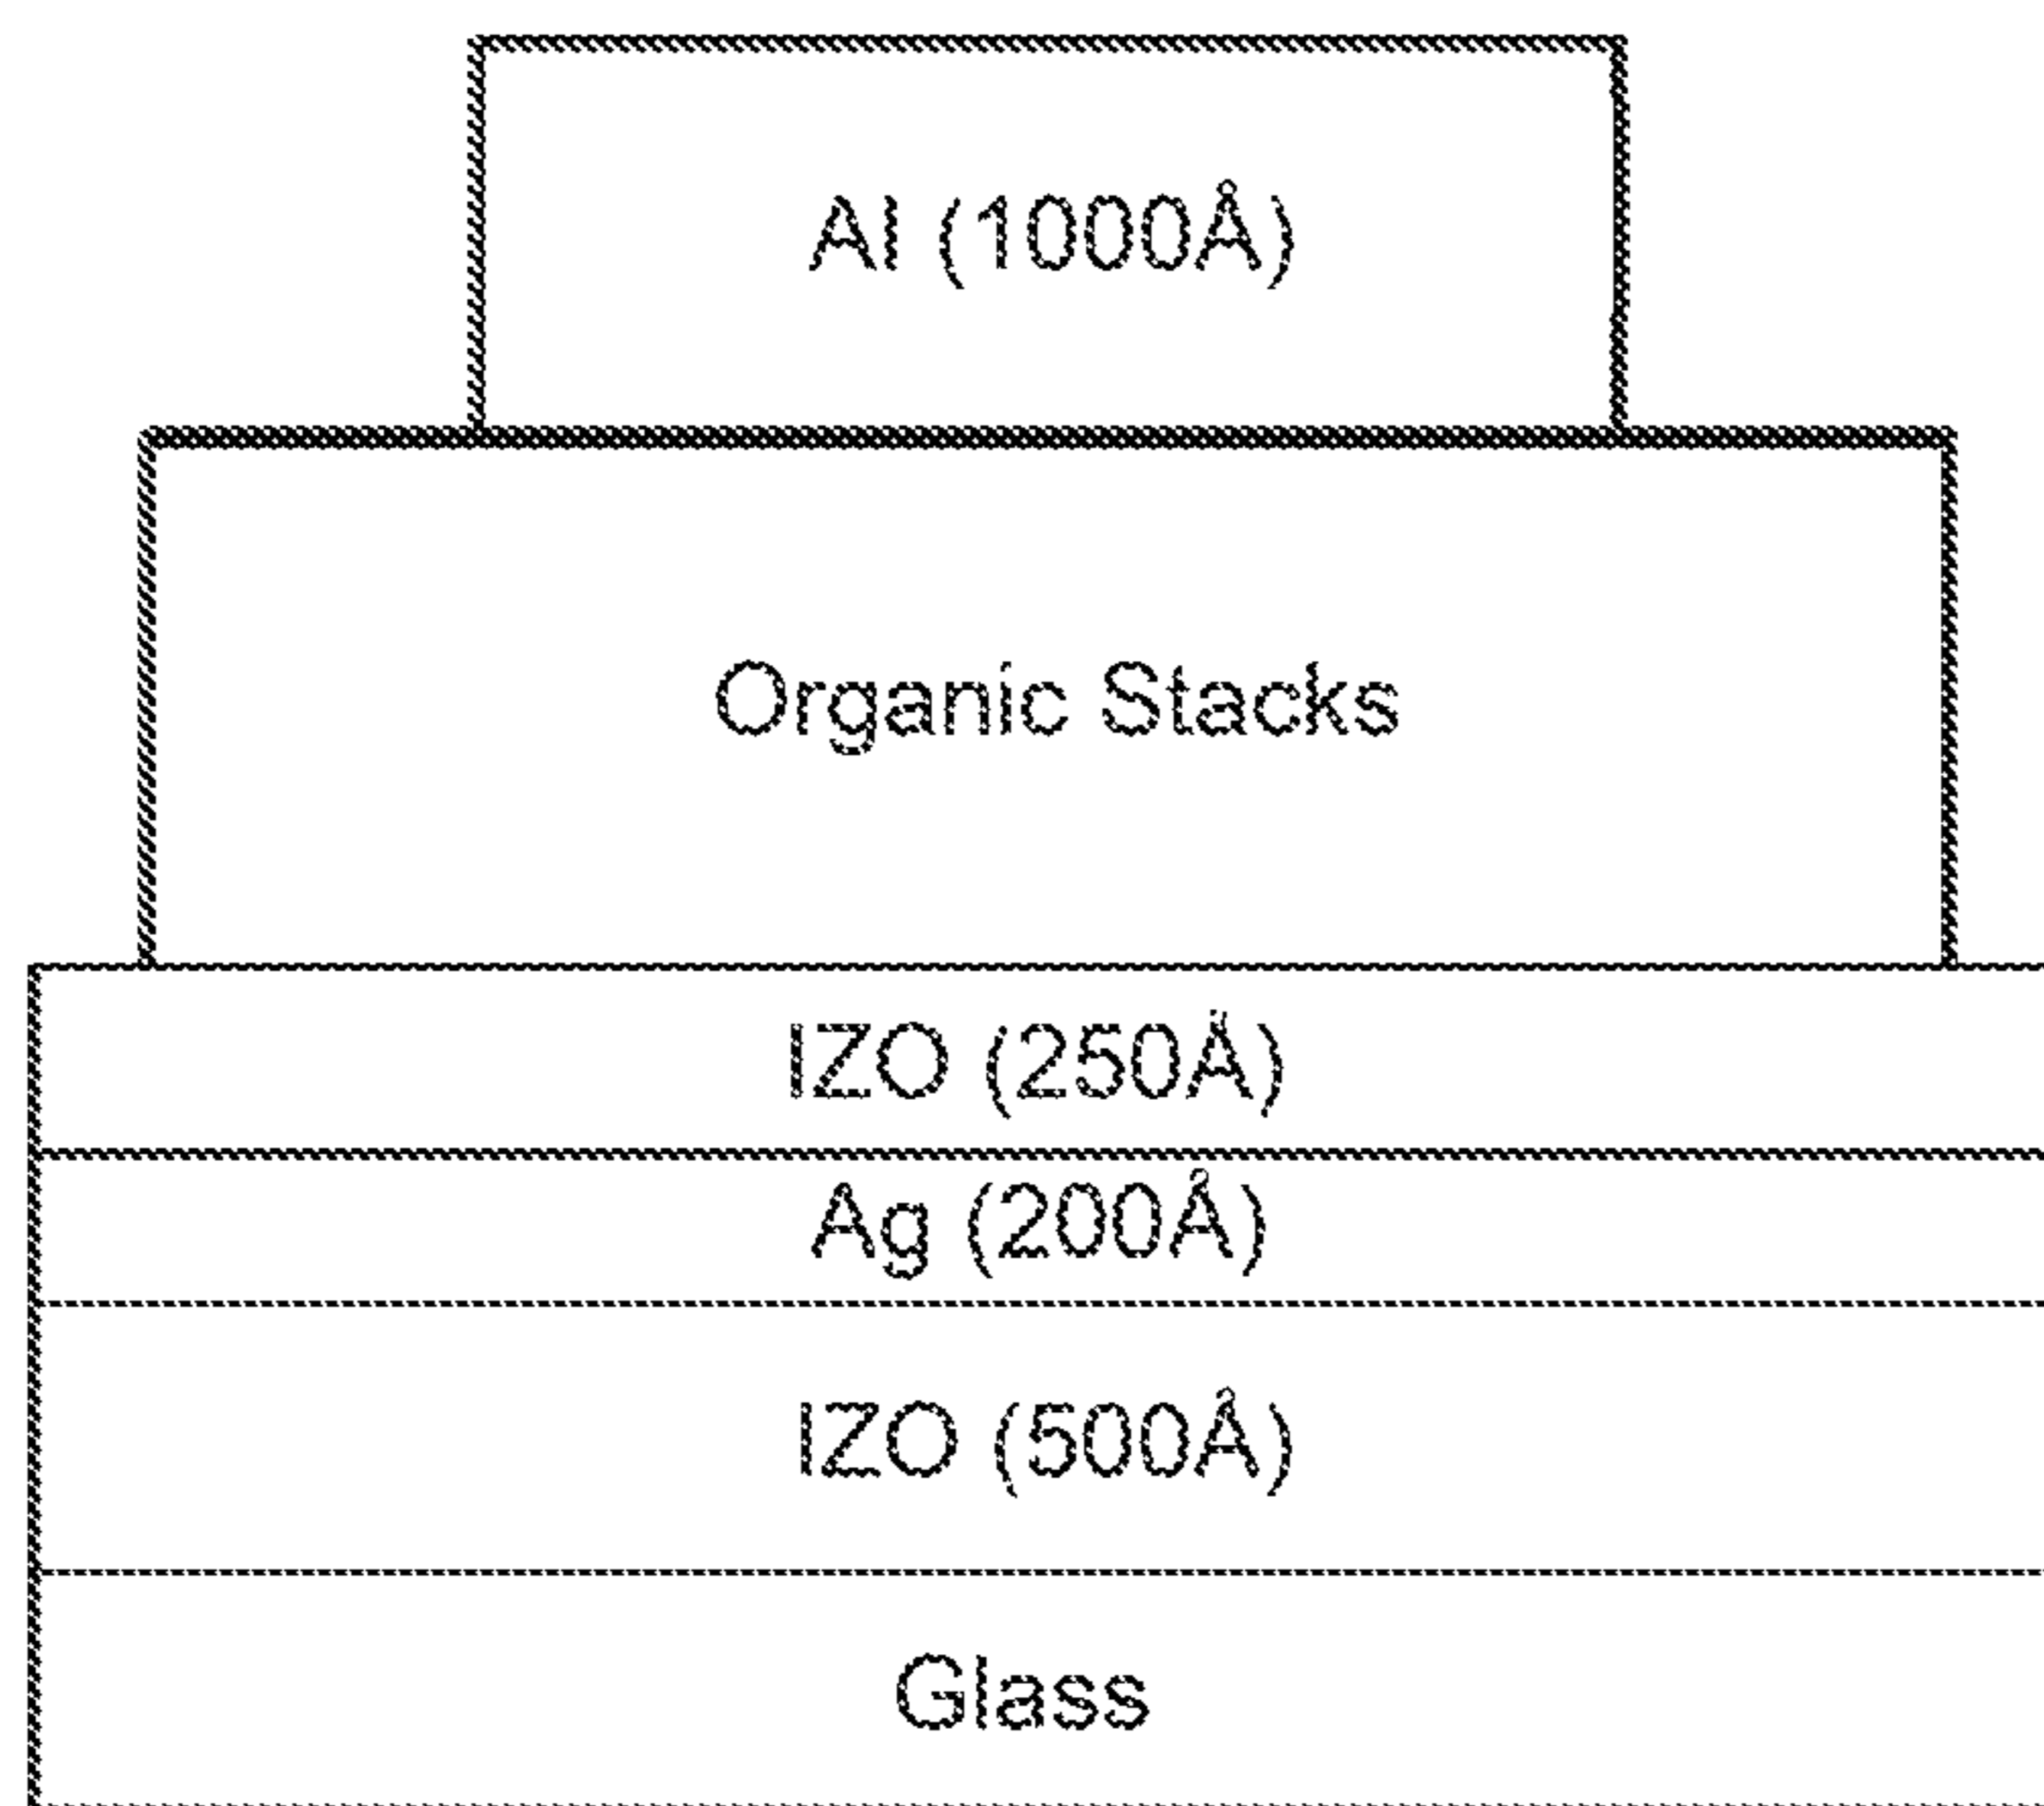 Al (1000Å)
Organic Stacks
IZO (250Å)
Ag (200Å)
IZO (500Å)
Glass